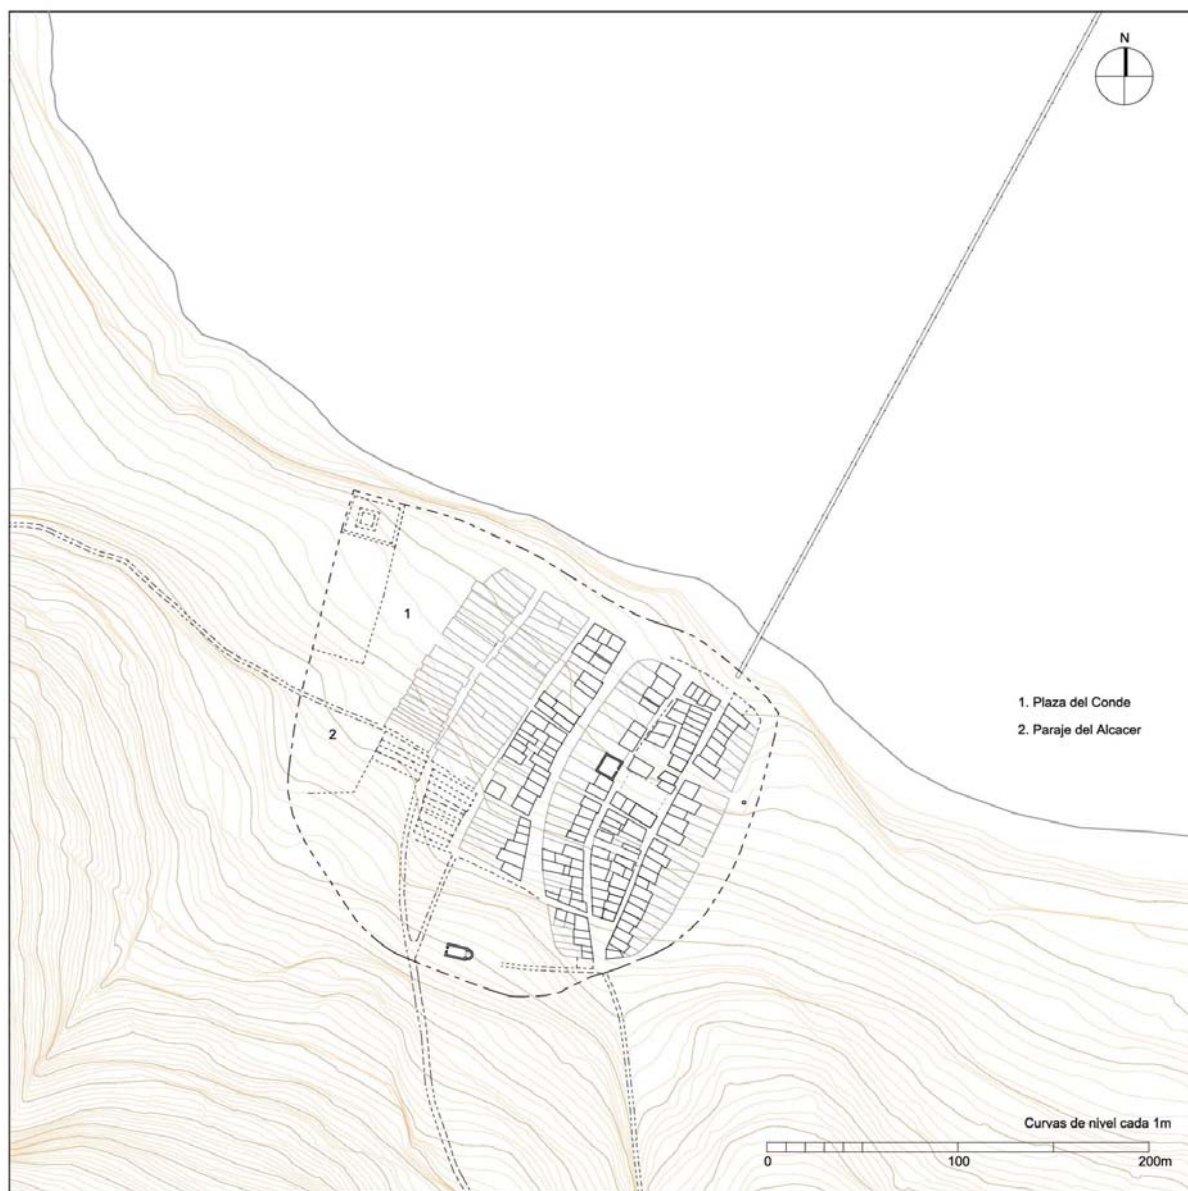 N
1
2
1. Plaza del Conde
2. Paraje del Alcacer
Curvas de nivel cada 1m
0 100 200m